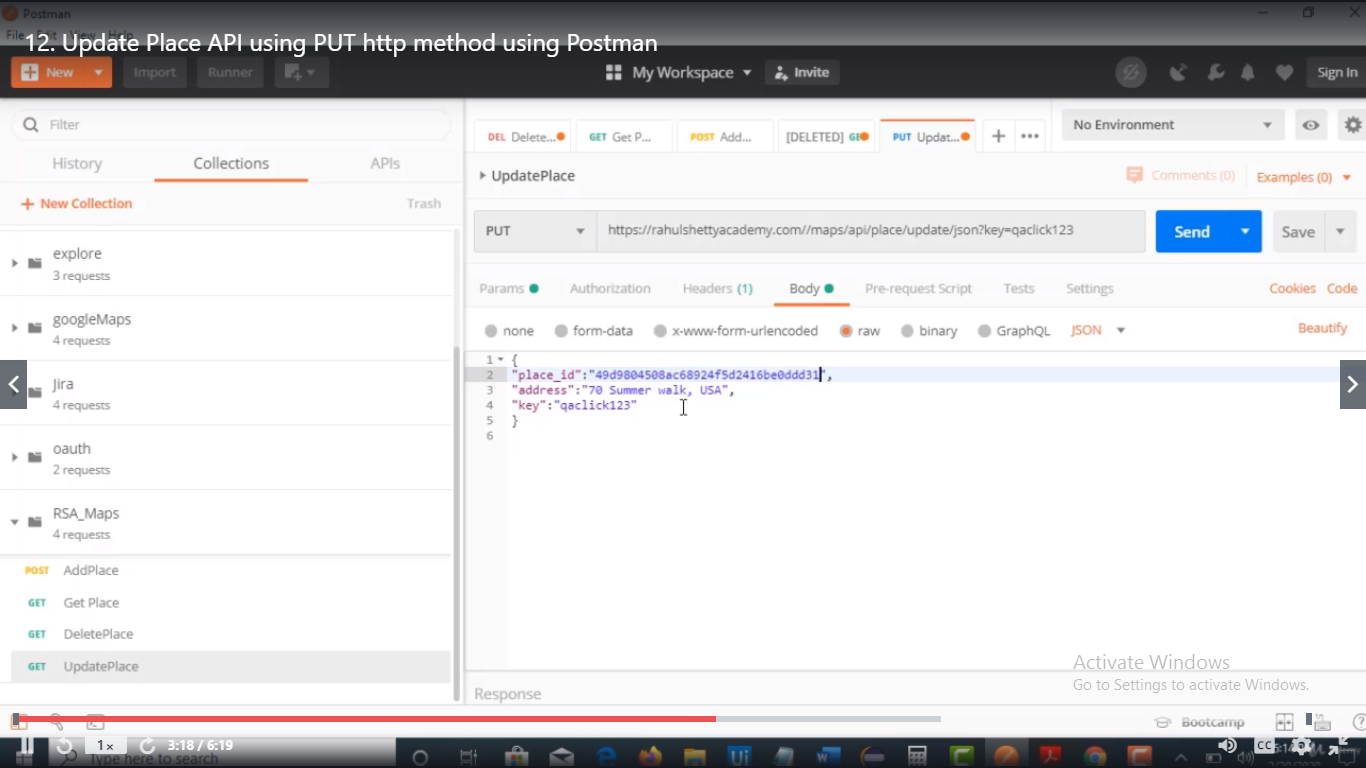 Postman
File Edit View Help
12. Update Place API using PUT http method using Postman
New
Import
Runner
My Workspace
Invite
Sign In
Filter
History
Collections
APIs
New Collection
Trash
explore
3 requests
googleMaps
4 requests
Jira
4 requests
oauth
2 requests
RSA_Maps
4 requests
POST AddPlace
GET Get Place
GET DeletePlace
GET UpdatePlace
DEL Delete...
GET Get P...
POST Add...
[DELETED] GE
PUT Updat...
No Environment
UpdatePlace
Comments (0)
Examples (0)
PUT
https://rahulshettyacademy.com//maps/api/place/update/json?key=qaclick123
Send
Save
Params
Authorization
Headers (1)
Body
Pre-request Script
Tests
Settings
Cookies
Code
none
form-data
x-www-form-urlencoded
raw
binary
GraphQL
JSON
Beautify
1 {
2 "place_id":"49d9804508ac68924f5d2416be0ddd31",
3 "address":"70 Summer walk, USA",
4 "key":"qaclick123"
5 }
6
Response
Activate Windows
Go to Settings to activate Windows.
Bootcamp
1x
3:18 / 6:19
Type here to search
CC